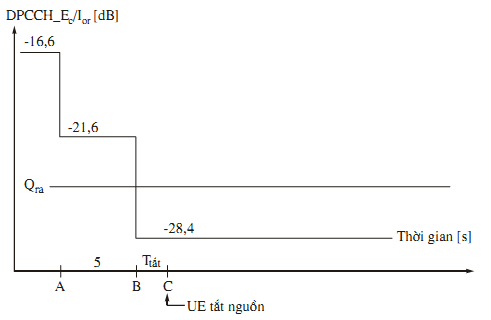 DPCCH_Ec/Ior [dB]
-16,6
-21,6
Qra
-28,4
Thời gian [s]
5
Ttắt
A
B
C
UE tắt nguồn